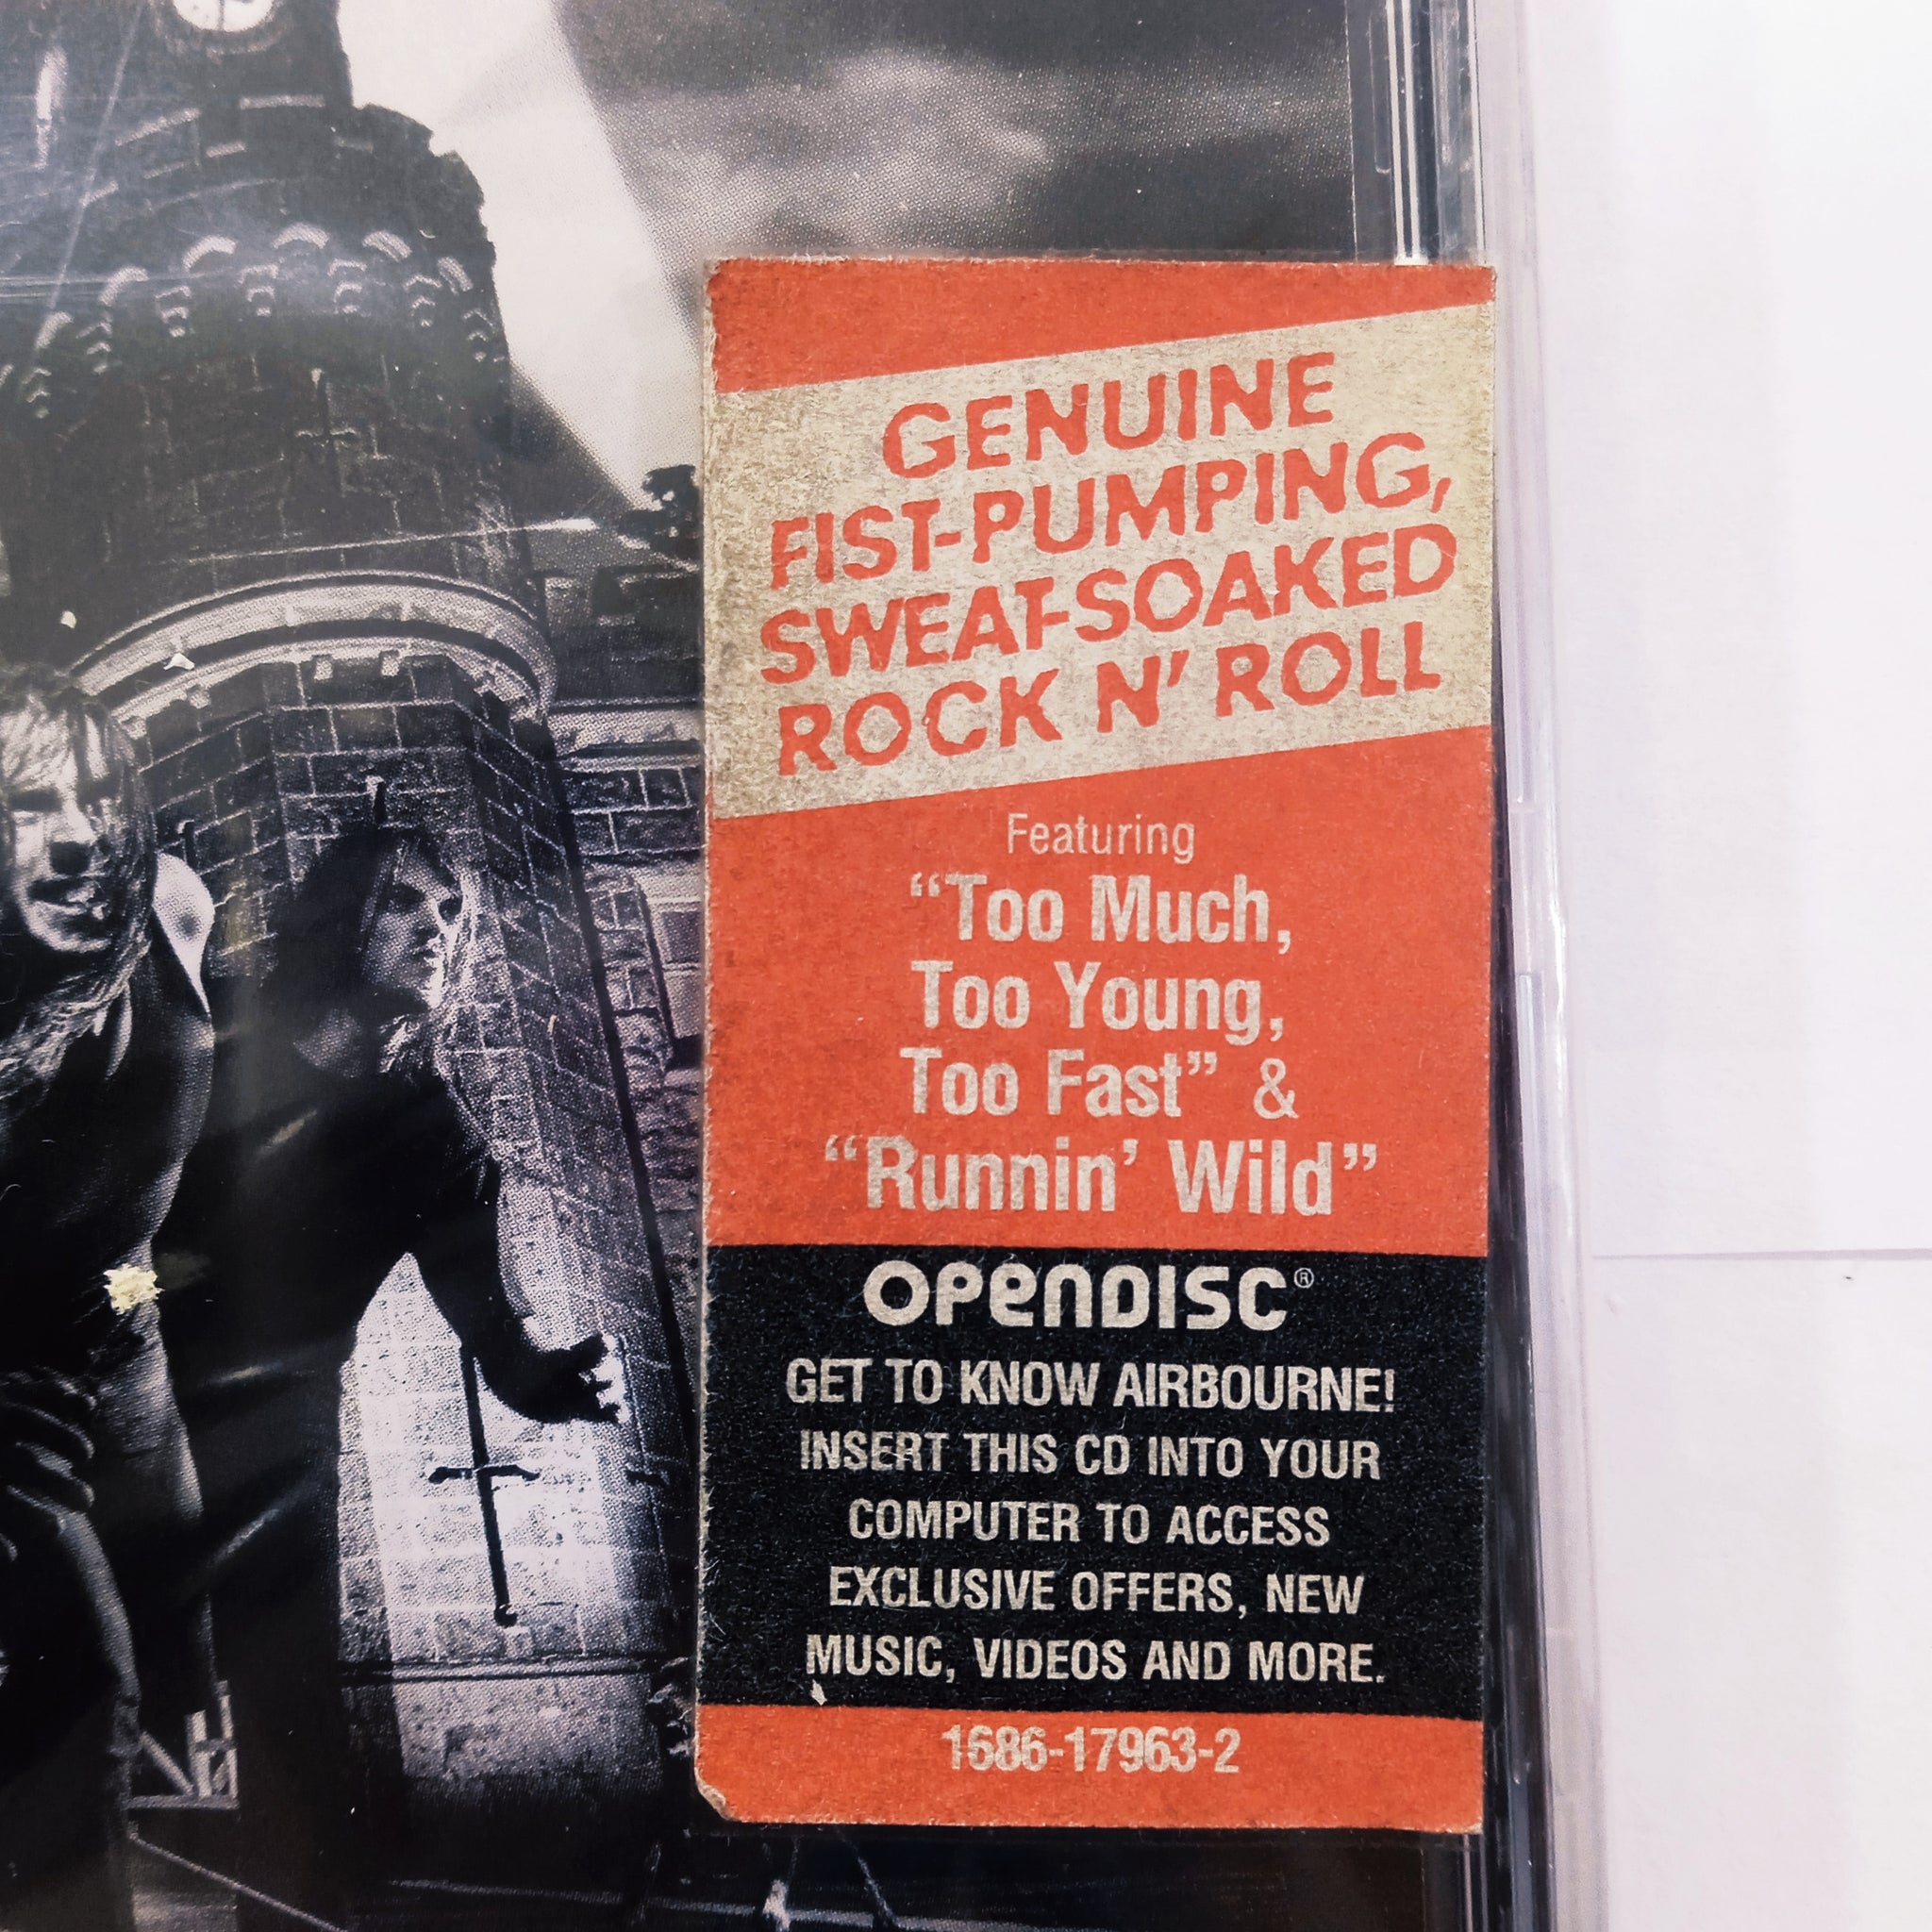 GENUINE
FIST-PUMPING,
SWEAT-SOAKED
ROCK N' ROLL
Featuring
“Too Much,
Too Young,
Too Fast” &
“Runnin’ Wild”
OPENDISC®
GET TO KNOW AIRBOURNE!
INSERT THIS CD INTO YOUR
COMPUTER TO ACCESS
EXCLUSIVE OFFERS, NEW
MUSIC, VIDEOS AND MORE.
1686-17963-2